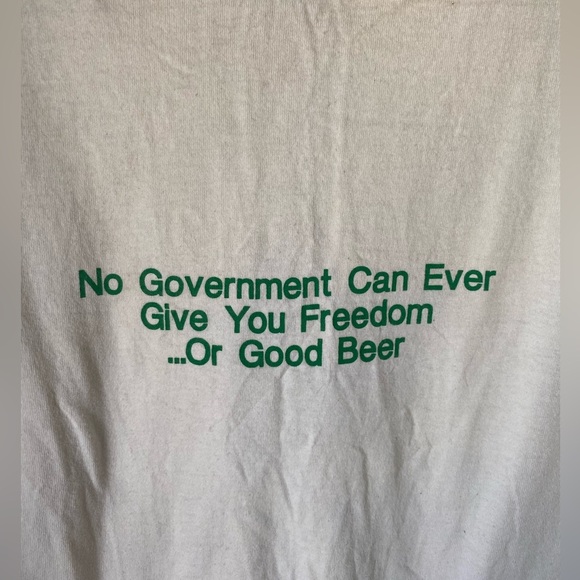 No Government Can Ever
Give You Freedom
...Or Good Beer